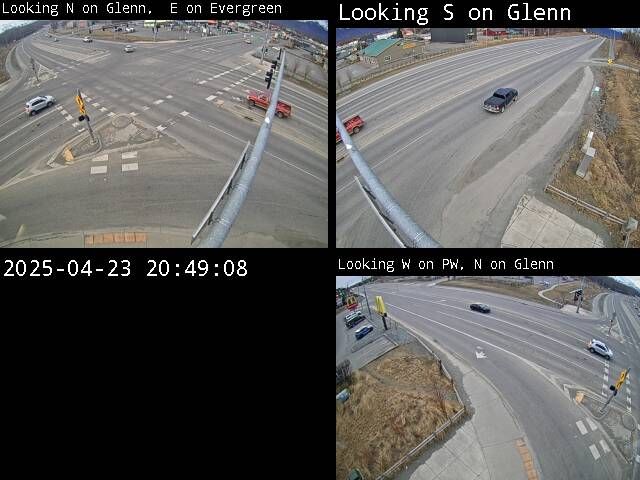 Looking N on Glenn,  E on Evergreen
Looking S on Glenn
2025-04-23 20:49:08
Looking W on PW, N on Glenn